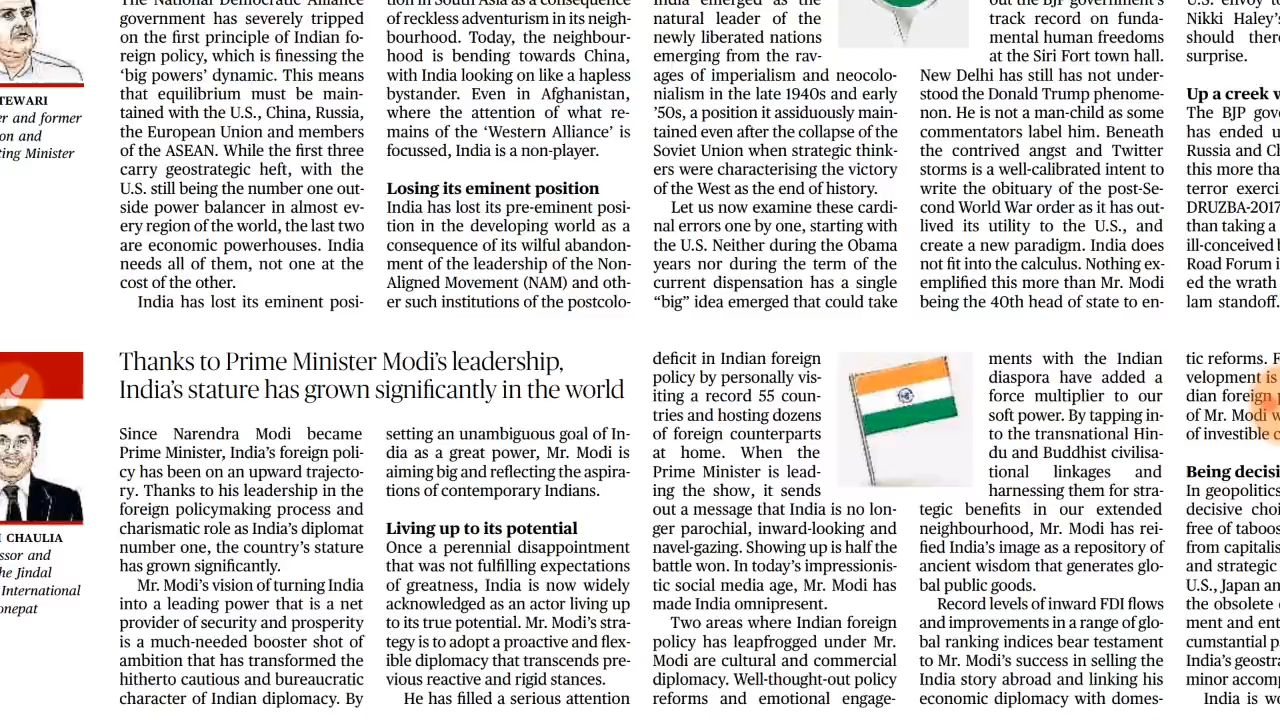 TEWARI
er and former
on and
ting Minister
The National Democratic Alliance
government has severely tripped
on the first principle of Indian fo-
reign policy, which is finessing the
‘big powers’ dynamic. This means
that equilibrium must be main-
tained with the U.S., China, Russia,
the European Union and members
of the ASEAN. While the first three
carry geostrategic heft, with the
U.S. still being the number one out-
side power balancer in almost ev-
ery region of the world, the last two
are economic powerhouses. India
needs all of them, not one at the
cost of the other.
India has lost its eminent posi-
tion in South Asia as a consequence
of reckless adventurism in its neigh-
bourhood. Today, the neighbour-
hood is bending towards China,
with India looking on like a hapless
bystander. Even in Afghanistan,
where the attention of what re-
mains of the ‘Western Alliance’ is
focussed, India is a non-player.
Losing its eminent position
India has lost its pre-eminent posi-
tion in the developing world as a
consequence of its wilful abandon-
ment of the leadership of the Non-
Aligned Movement (NAM) and oth-
er such institutions of the postcolo-
India emerged as the
natural leader of the
newly liberated nations
emerging from the rav-
ages of imperialism and neocolo-
nialism in the late 1940s and early
’50s, a position it assiduously main-
tained even after the collapse of the
Soviet Union when strategic think-
ers were characterising the victory
of the West as the end of history.
Let us now examine these cardi-
nal errors one by one, starting with
the U.S. Neither during the Obama
years nor during the term of the
current dispensation has a single
“big” idea emerged that could take
out the BJP government’s
track record on funda-
mental human freedoms
at the Siri Fort town hall.
New Delhi has still has not under-
stood the Donald Trump phenome-
non. He is not a man-child as some
commentators label him. Beneath
the contrived angst and Twitter
storms is a well-calibrated intent to
write the obituary of the post-Se-
cond World War order as it has out-
lived its utility to the U.S., and
create a new paradigm. India does
not fit into the calculus. Nothing ex-
emplified this more than Mr. Modi
being the 40th head of state to en-
U.S. envoy to
Nikki Haley’s
should ther
surprise.
Up a creek w
The BJP gov
has ended u
Russia and Ch
this more tha
terror exerci
DRUZBA-2017
than taking a
ill-conceived b
Road Forum i
ed the wrath
lam standoff.
I CHAULIA
ssor and
he Jindal
International
onepat
Thanks to Prime Minister Modi’s leadership,
India’s stature has grown significantly in the world
Since Narendra Modi became
Prime Minister, India’s foreign poli-
cy has been on an upward trajecto-
ry. Thanks to his leadership in the
foreign policymaking process and
charismatic role as India’s diplomat
number one, the country’s stature
has grown significantly.
Mr. Modi’s vision of turning India
into a leading power that is a net
provider of security and prosperity
is a much-needed booster shot of
ambition that has transformed the
hitherto cautious and bureaucratic
character of Indian diplomacy. By
setting an unambiguous goal of In-
dia as a great power, Mr. Modi is
aiming big and reflecting the aspira-
tions of contemporary Indians.
Living up to its potential
Once a perennial disappointment
that was not fulfilling expectations
of greatness, India is now widely
acknowledged as an actor living up
to its true potential. Mr. Modi’s stra-
tegy is to adopt a proactive and flex-
ible diplomacy that transcends pre-
vious reactive and rigid stances.
He has filled a serious attention
deficit in Indian foreign
policy by personally vis-
iting a record 55 coun-
tries and hosting dozens
of foreign counterparts
at home. When the
Prime Minister is lead-
ing the show, it sends
out a message that India is no lon-
ger parochial, inward-looking and
navel-gazing. Showing up is half the
battle won. In today’s impressionis-
tic social media age, Mr. Modi has
made India omnipresent.
Two areas where Indian foreign
policy has leapfrogged under Mr.
Modi are cultural and commercial
diplomacy. Well-thought-out policy
reforms and emotional engage-
ments with the Indian
diaspora have added a
force multiplier to our
soft power. By tapping in-
to the transnational Hin-
du and Buddhist civilisa-
tional linkages and
harnessing them for stra-
tegic benefits in our extended
neighbourhood, Mr. Modi has rei-
fied India’s image as a repository of
ancient wisdom that generates glo-
bal public goods.
Record levels of inward FDI flows
and improvements in a range of glo-
bal ranking indices bear testament
to Mr. Modi’s success in selling the
India story abroad and linking his
economic diplomacy with domes-
tic reforms. F
velopment is
dian foreign p
of Mr. Modi w
of investible c
Being decisi
In geopolitics
decisive choi
free of taboos
from capitalis
and strategic
U.S., Japan an
the obsolete
ment and ent
cumstantial p
India’s geostra
minor accomp
India is wo